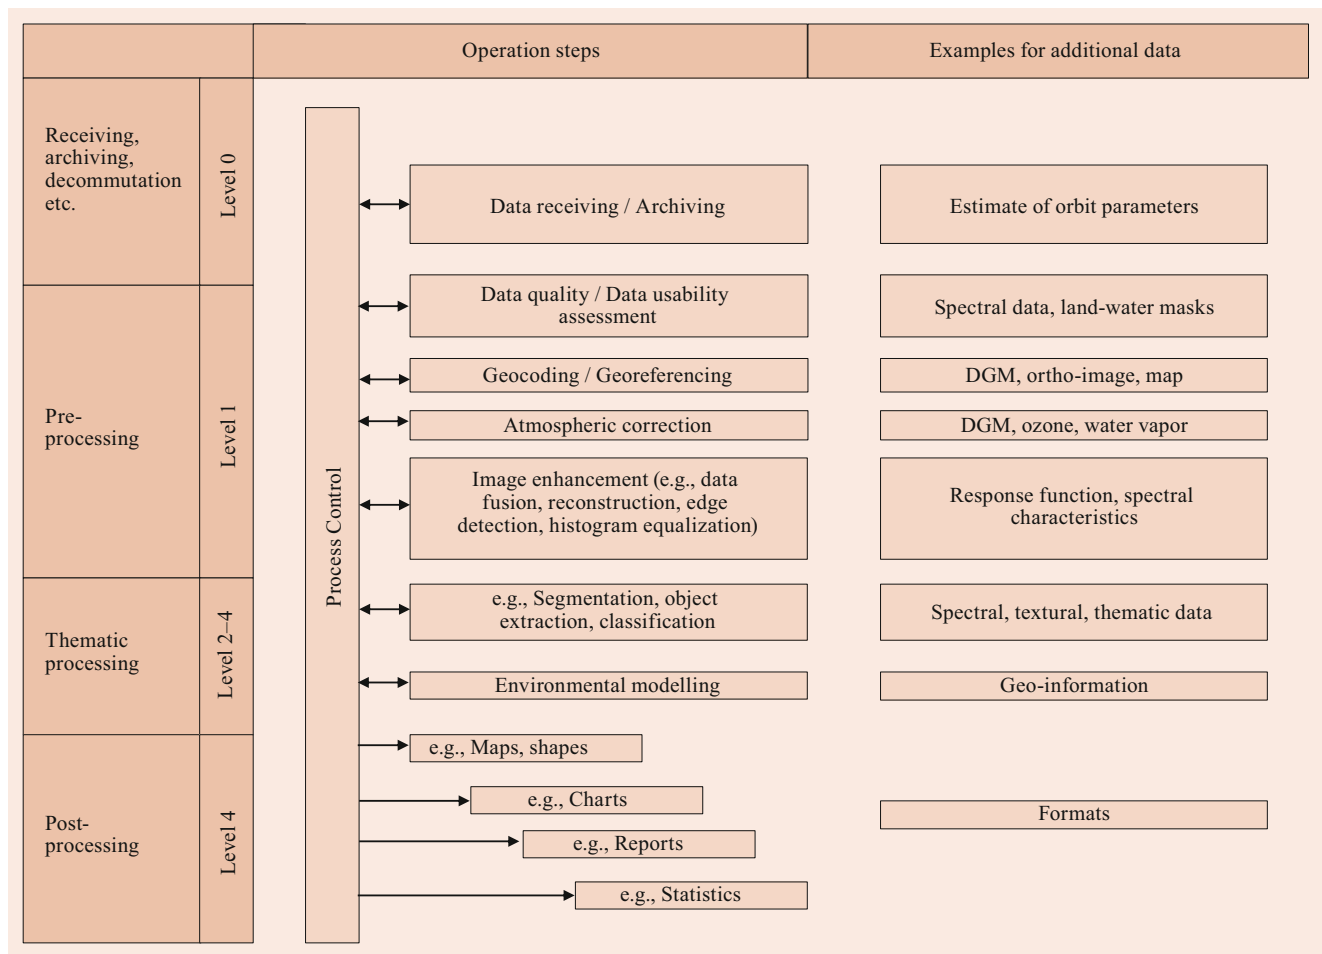 Operation steps
Examples for additional data
Receiving,
archiving,
decommutation
etc.
Level 0
Data receiving / Archiving
Estimate of orbit parameters
Pre-
processing
Level 1
Data quality / Data usability
assessment
Spectral data, land-water masks
Geocoding / Georeferencing
DGM, ortho-image, map
Atmospheric correction
DGM, ozone, water vapor
Image enhancement (e.g., data
fusion, reconstruction, edge
detection, histogram equalization)
Response function, spectral
characteristics
Process Control
Thematic
processing
Level 2–4
e.g., Segmentation, object
extraction, classification
Spectral, textural, thematic data
Environmental modelling
Geo-information
Post-
processing
Level 4
e.g., Maps, shapes
e.g., Charts
e.g., Reports
e.g., Statistics
Formats